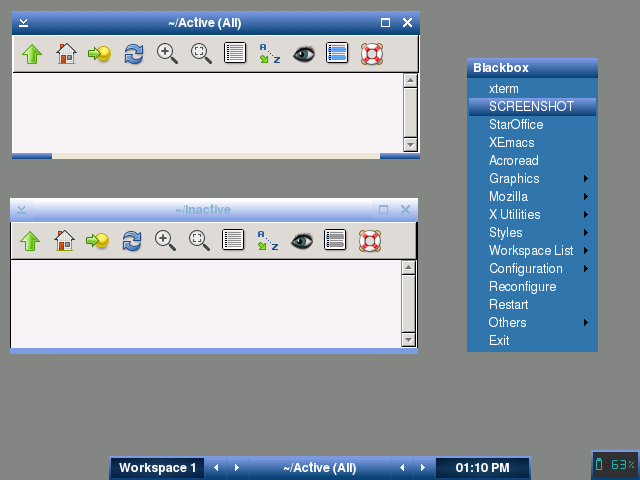 ~/Active (All)
A
Z
~/Inactive
A
Z
Blackbox
xterm
SCREENSHOT
StarOffice
XEmacs
Acroread
Graphics
Mozilla
X Utilities
Styles
Workspace List
Configuration
Reconfigure
Restart
Others
Exit
Workspace 1
~/Active (All)
01:10 PM
63%